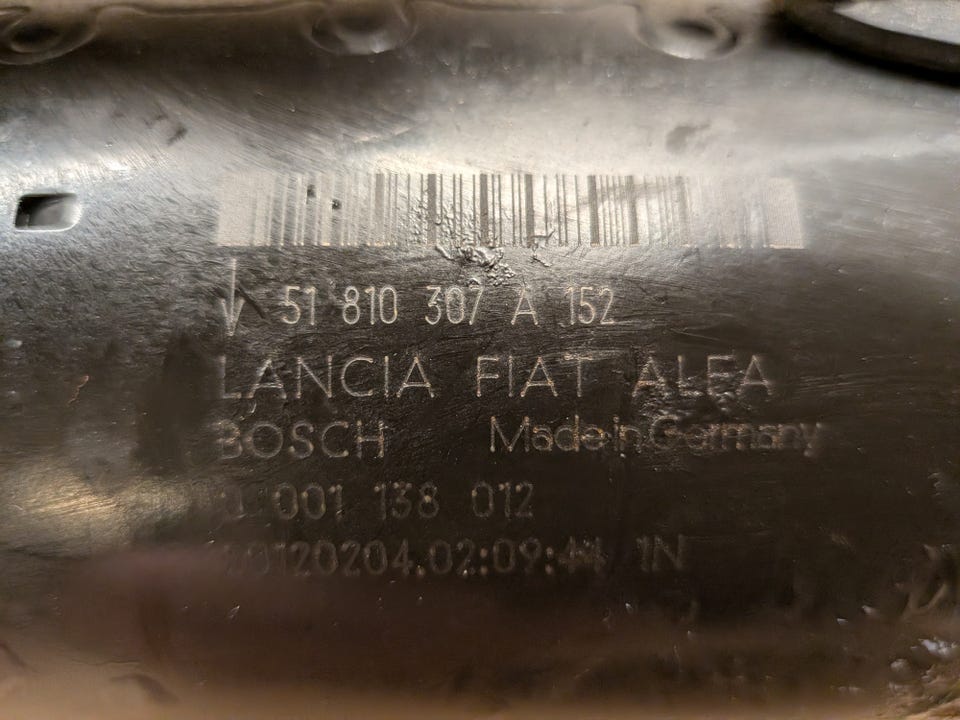 51 810 307 A 152
LANCIA FIAT ALFA
BOSCH Made in Germany
0 001 138 012
20120204.02:09:44 1N